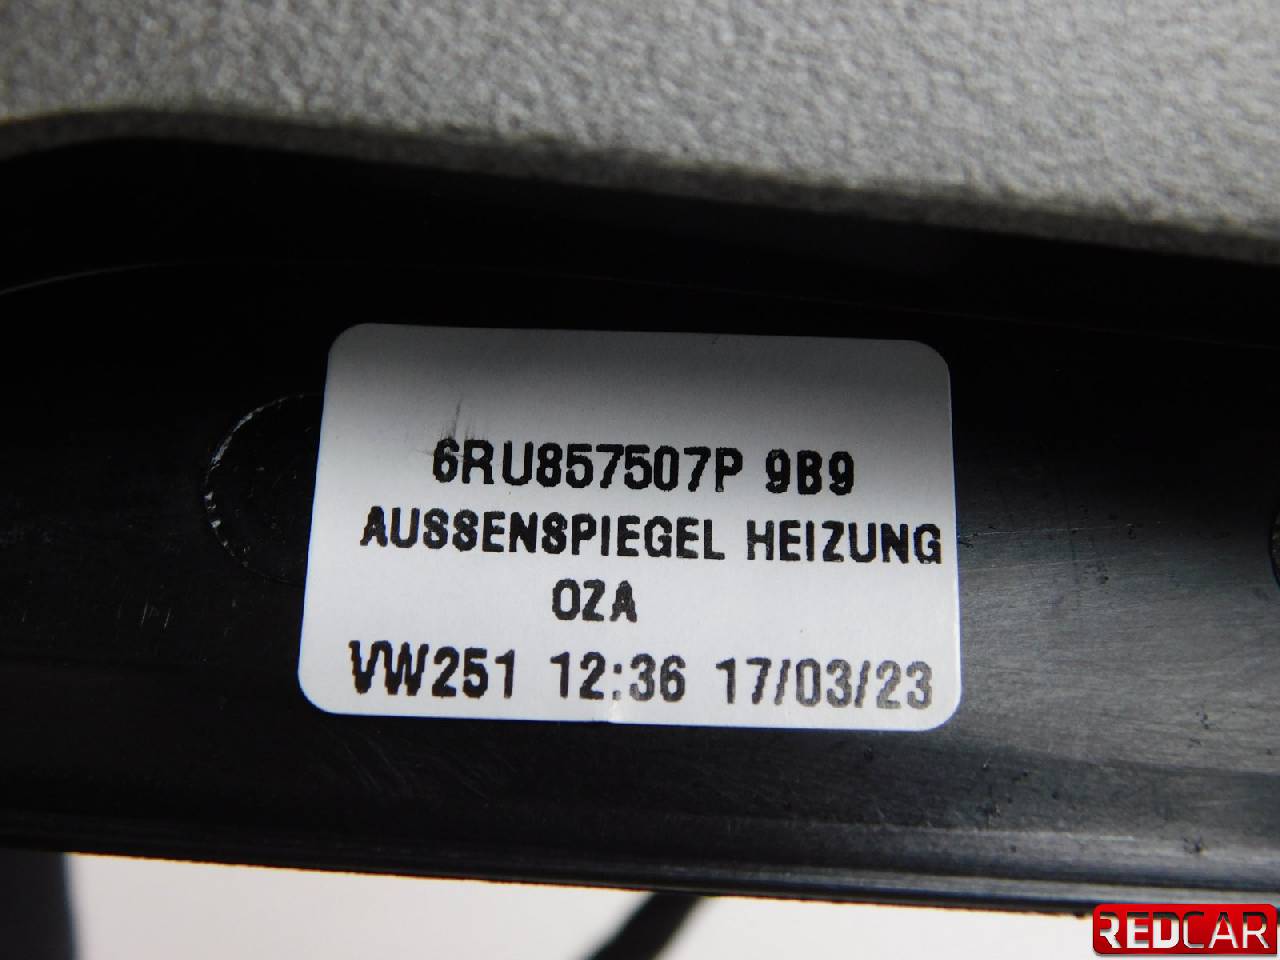 6RU857507P 9B9
AUSSENSPIEGEL HEIZUNG
OZA
VW251 12:36 17/03/23
REDCAR